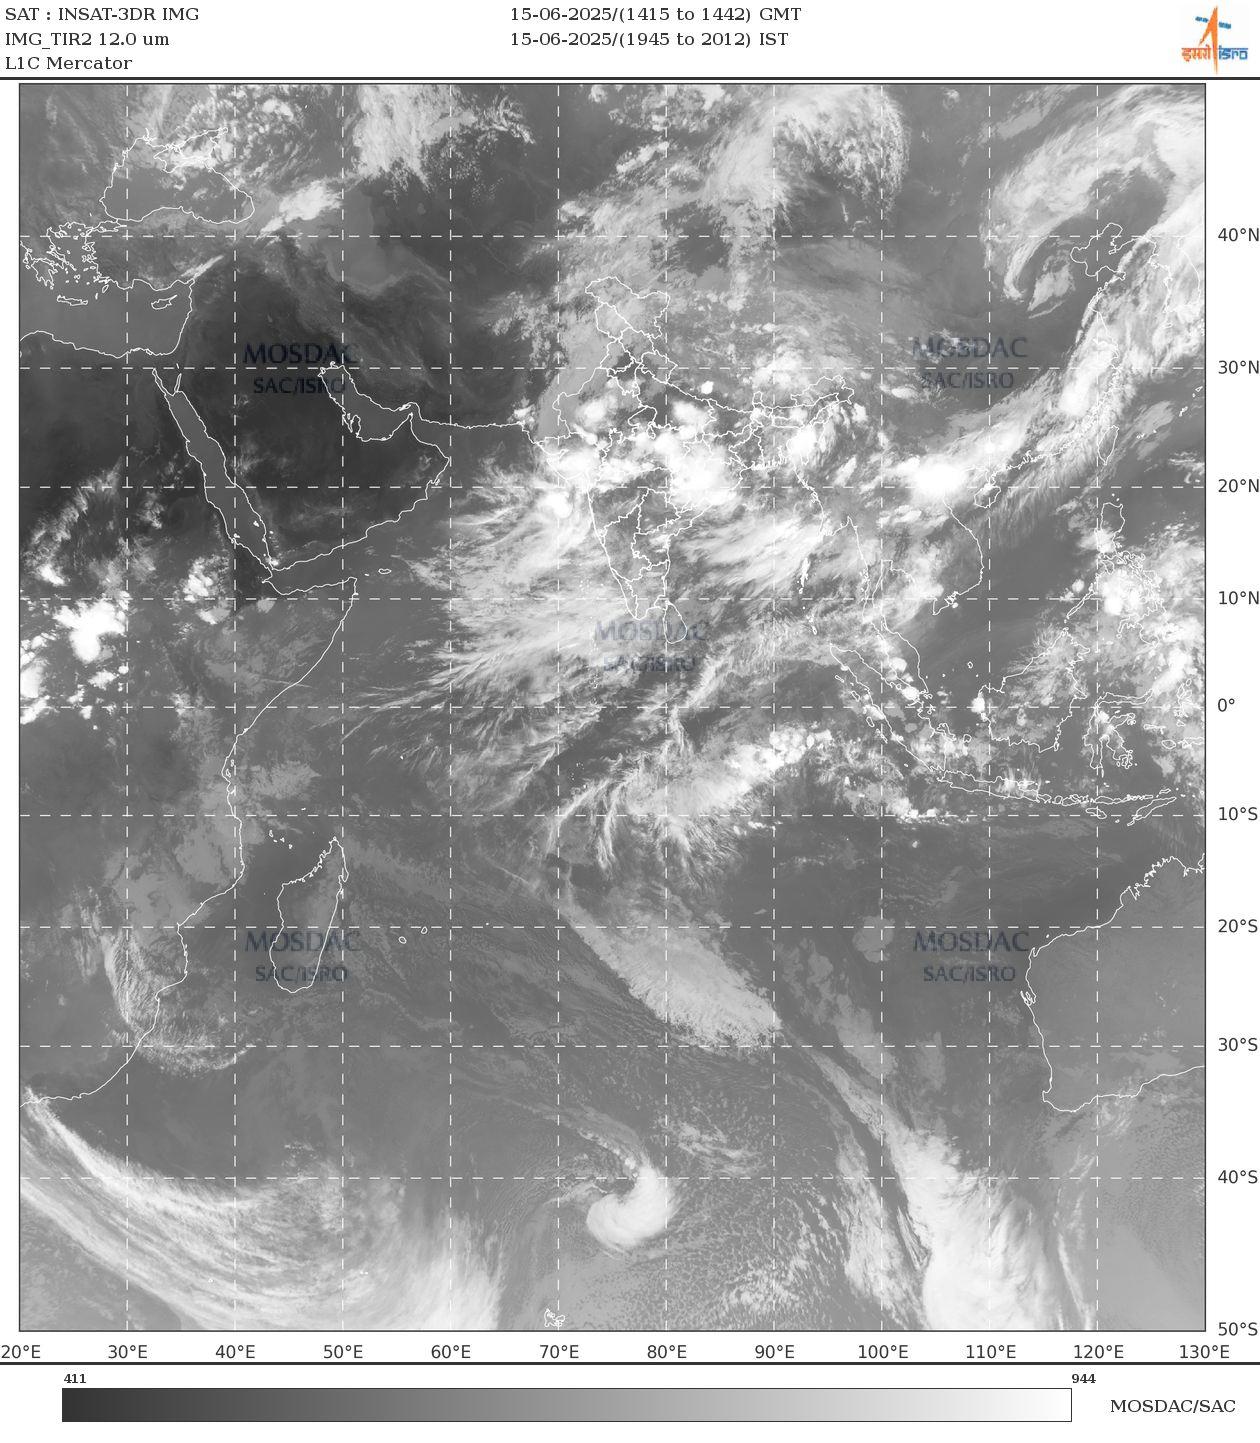 SAT : INSAT-3DR IMG
15-06-2025/(1415 to 1442) GMT
IMG_TIR2 12.0 um
15-06-2025/(1945 to 2012) IST
L1C Mercator
इसरो isro
40°N
MOSDAC
SAC/ISRO
MOSDAC
SAC/ISRO
30°N
20°N
10°N
MOSDAC
SAC/ISRO
0°
10°S
20°S
MOSDAC
SAC/ISRO
MOSDAC
SAC/ISRO
30°S
40°S
50°S
20°E 30°E 40°E 50°E 60°E 70°E 80°E 90°E 100°E 110°E 120°E 130°E
411
944
MOSDAC/SAC